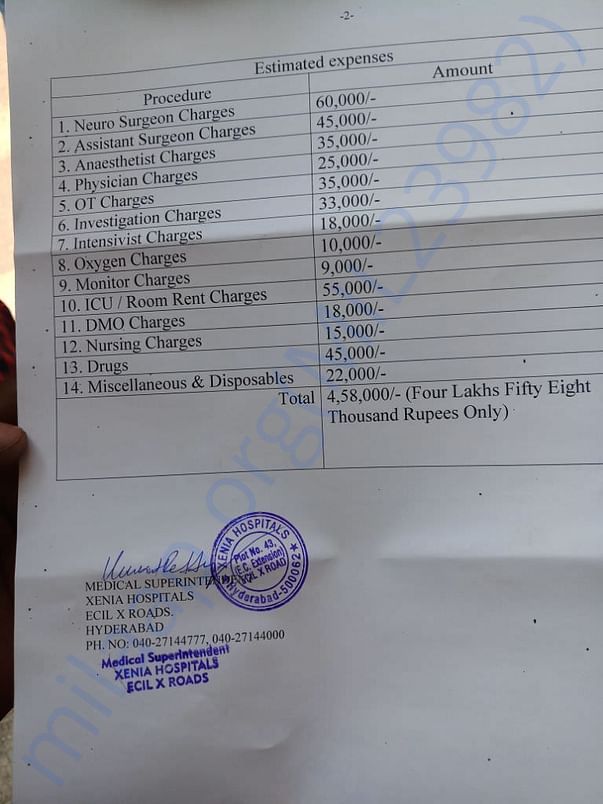 -2-
Estimated expenses
Procedure Amount
1. Neuro Surgeon Charges 60,000/-
2. Assistant Surgeon Charges 45,000/-
3. Anaesthetist Charges 35,000/-
4. Physician Charges 25,000/-
5. OT Charges 35,000/-
6. Investigation Charges 33,000/-
7. Intensivist Charges 18,000/-
8. Oxygen Charges 10,000/-
9. Monitor Charges 9,000/-
10. ICU / Room Rent Charges 55,000/-
11. DMO Charges 18,000/-
12. Nursing Charges 15,000/-
13. Drugs 45,000/-
14. Miscellaneous & Disposables 22,000/-
Total 4,58,000/- (Four Lakhs Fifty Eight
Thousand Rupees Only)
XENIA HOSPITALS
Plot No. 43,
(E.C. Extension)
ECIL X ROAD
Hyderabad-500062 ★
MEDICAL SUPERINTENDENT
XENIA HOSPITALS
ECIL X ROADS.
HYDERABAD
PH. NO: 040-27144777, 040-27144000
Medical Superintendent
XENIA HOSPITALS
ECIL X ROADS